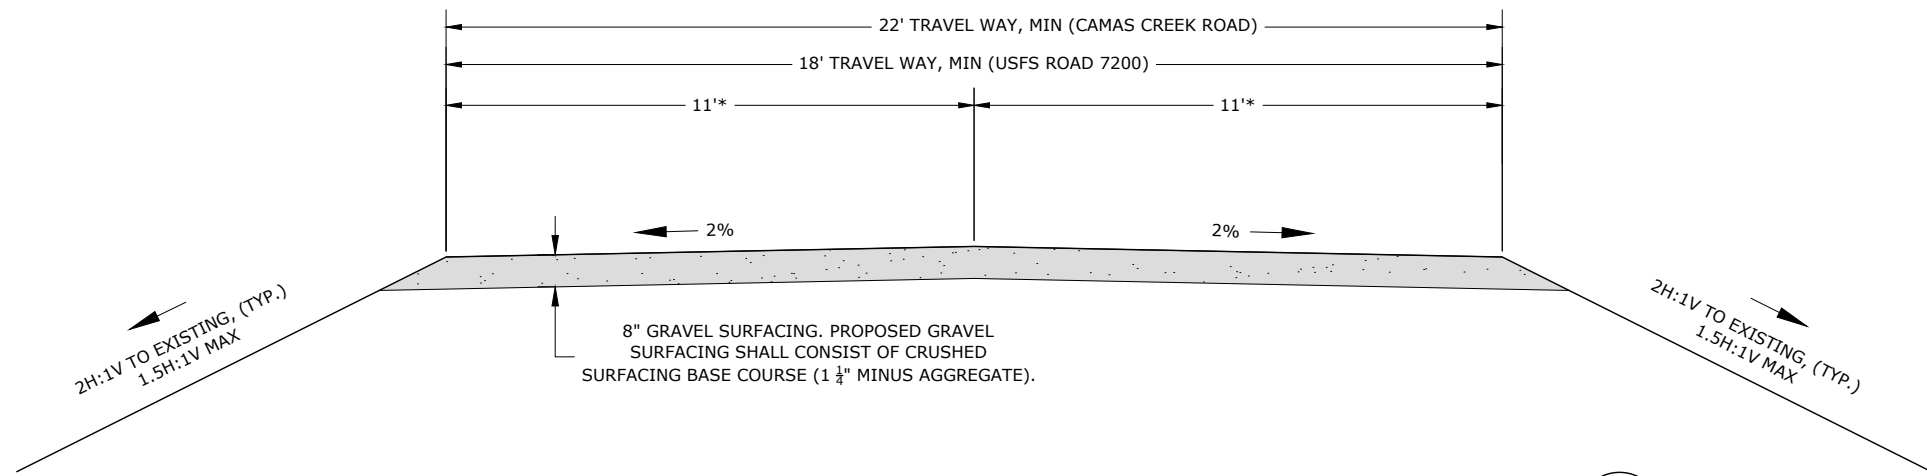 22' TRAVEL WAY, MIN (CAMAS CREEK ROAD)
18' TRAVEL WAY, MIN (USFS ROAD 7200)
11'*
11'*
2%
2%
2H:1V TO EXISTING, (TYP.)
1.5H:1V MAX
8" GRAVEL SURFACING. PROPOSED GRAVEL
SURFACING SHALL CONSIST OF CRUSHED
SURFACING BASE COURSE (1 1/4" MINUS AGGREGATE).
2H:1V TO EXISTING, (TYP.)
1.5H:1V MAX